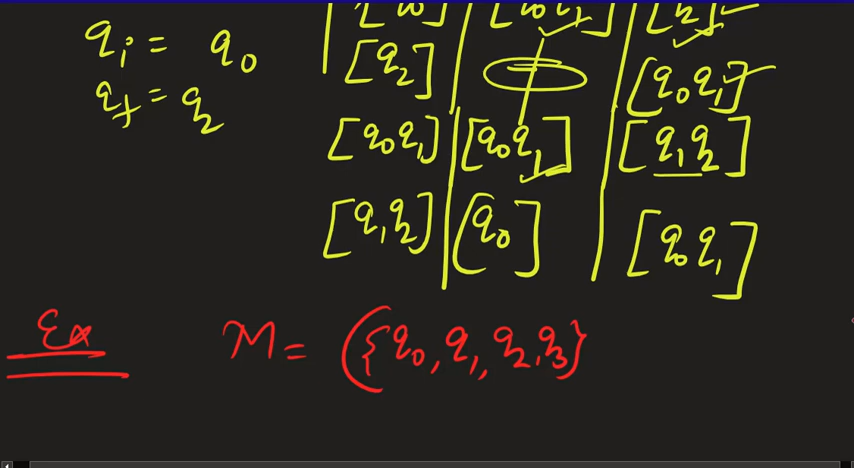 qi = q0
qf = q2
[q2] | ∅ | [q0q1]
[q0q1] | [q0q1] | [q1q2]
[q1q2] | [q0] | [q0q1]
Ex M = ({q0, q1, q2, q3}